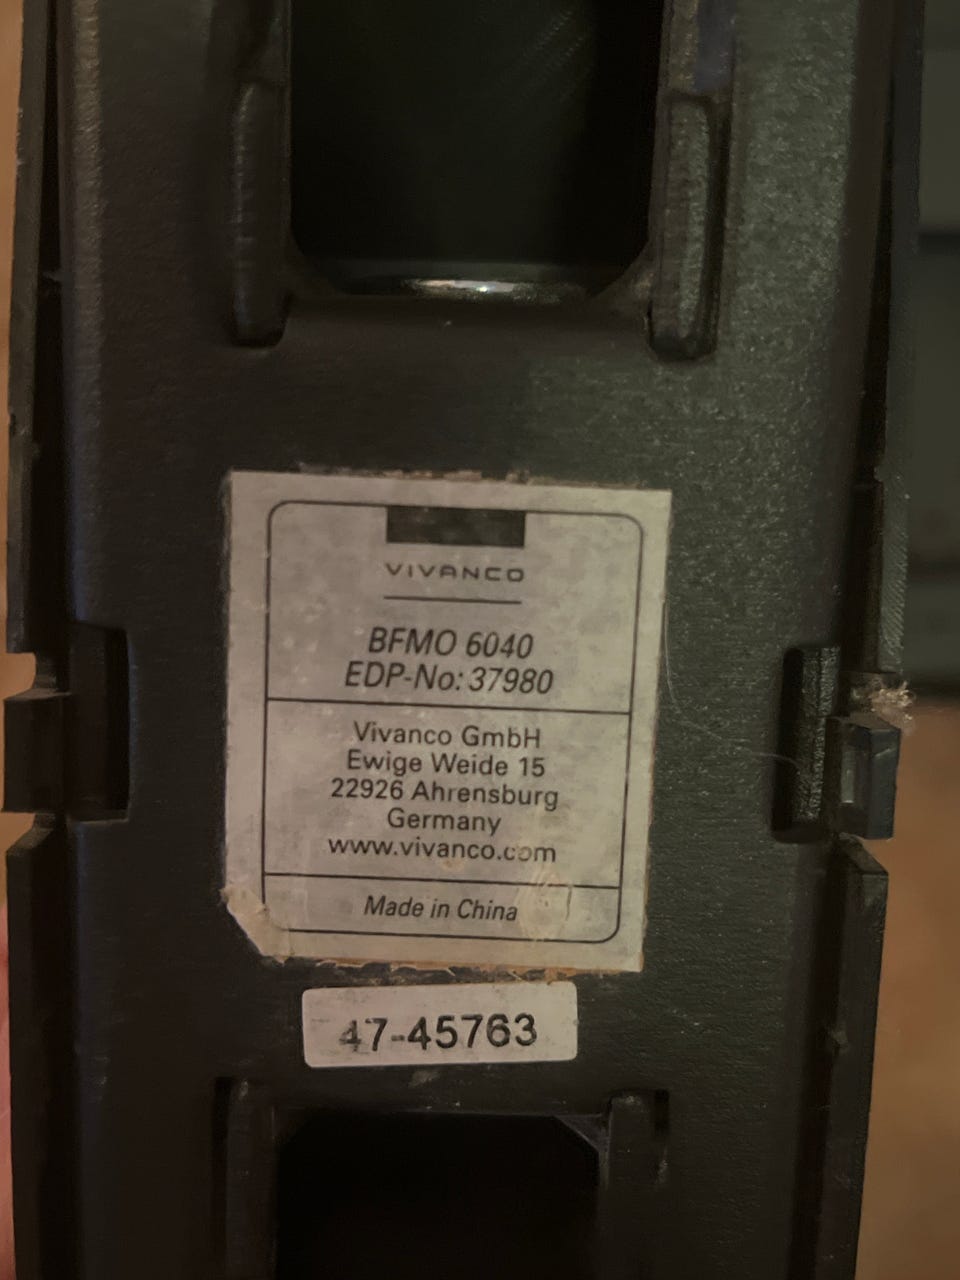 VIVANCO
BFMO 6040
EDP-No: 37980
Vivanco GmbH
Ewige Weide 15
22926 Ahrensburg
Germany
www.vivanco.com
Made in China
47-45763